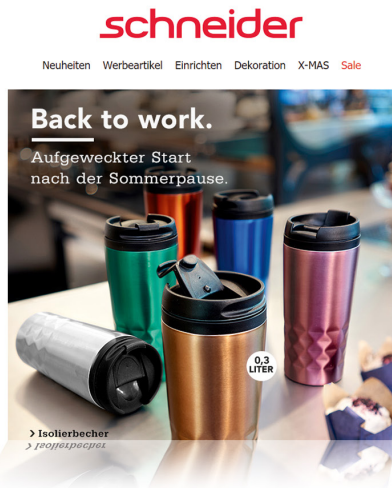 schneider
Neuheiten Werbeartikel Einrichten Dekoration X-MAS Sale
Back to work.
Aufgeweckter Start
nach der Sommerpause.
0,3
LITER
> Isolierbecher